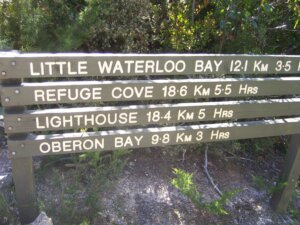 LITTLE WATERLOO BAY 12.1 KM 3.5 H
REFUGE COVE 18.6 KM 5.5 HRS
LIGHTHOUSE 18.4 KM 5 HRS
OBERON BAY 9.8 KM 3 HRS